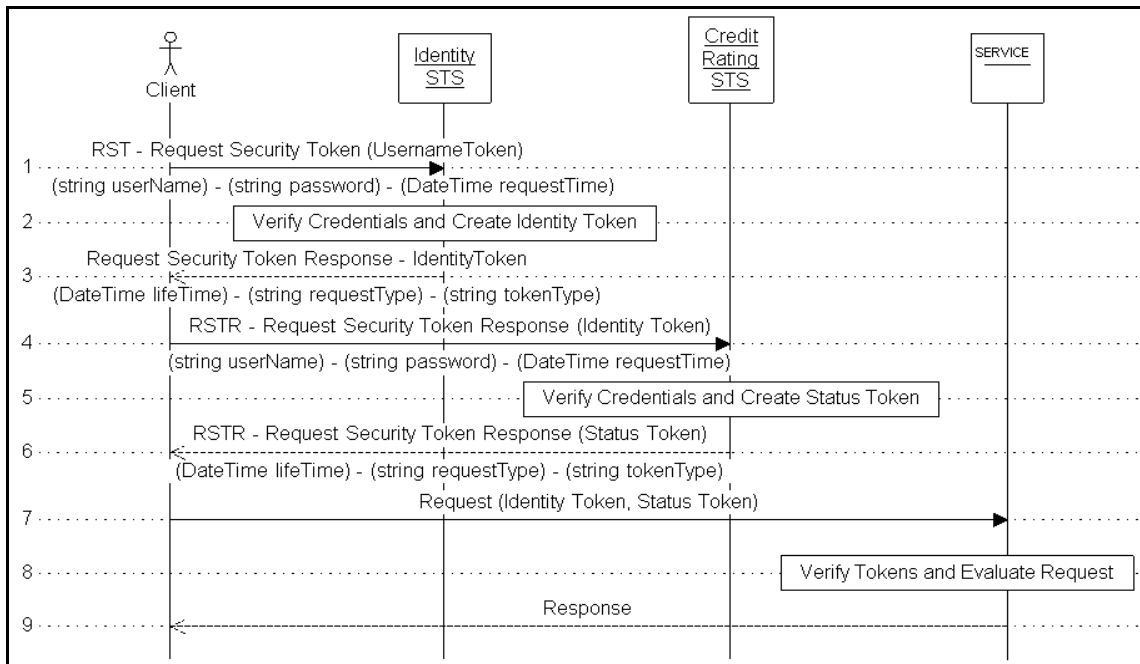 Client
Identity
STS
Credit
Rating
STS
SERVICE
RST - Request Security Token (UsernameToken)
1
(string userName) - (string password) - (DateTime requestTime)
2
Verify Credentials and Create Identity Token
Request Security Token Response - IdentityToken
3
(DateTime lifeTime) - (string requestType) - (string tokenType)
RSTR - Request Security Token Response (Identity Token)
4
(string userName) - (string password) - (DateTime requestTime)
5
Verify Credentials and Create Status Token
RSTR - Request Security Token Response (Status Token)
6
(DateTime lifeTime) - (string requestType) - (string tokenType)
Request (Identity Token, Status Token)
7
8
Verify Tokens and Evaluate Request
Response
9